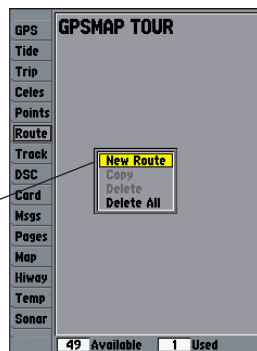 GPSMAP TOUR
GPS
Tide
Trip
Celes
Points
Route
Track
DSC
Card
Msgs
Pages
Map
Hiway
Temp
Sonar
New Route
Copy
Delete
Delete All
49 Available 1 Used